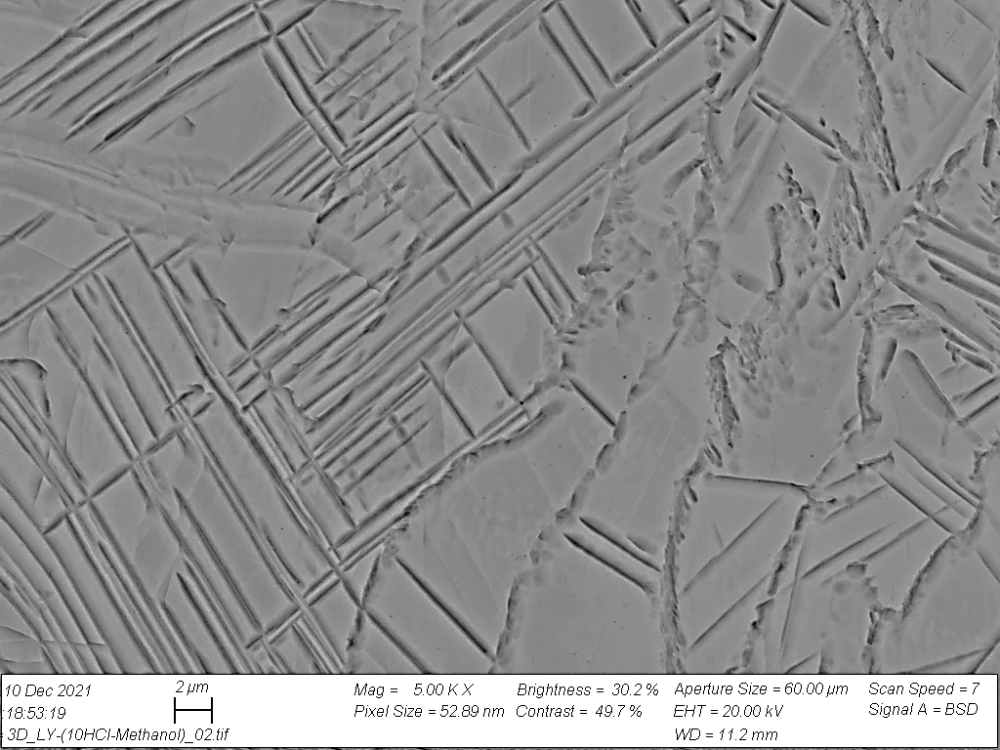 10 Dec 2021
:18:53:19
2 µm
Mag = 5.00 K X
Pixel Size = 52.89 nm
Brightness = 30.2 %
Contrast = 49.7 %
Aperture Size = 60.00 µm
EHT = 20.00 kV
WD = 11.2 mm
Scan Speed = 7
Signal A = BSD
3D_LY-(10HCl-Methanol)_02.tif